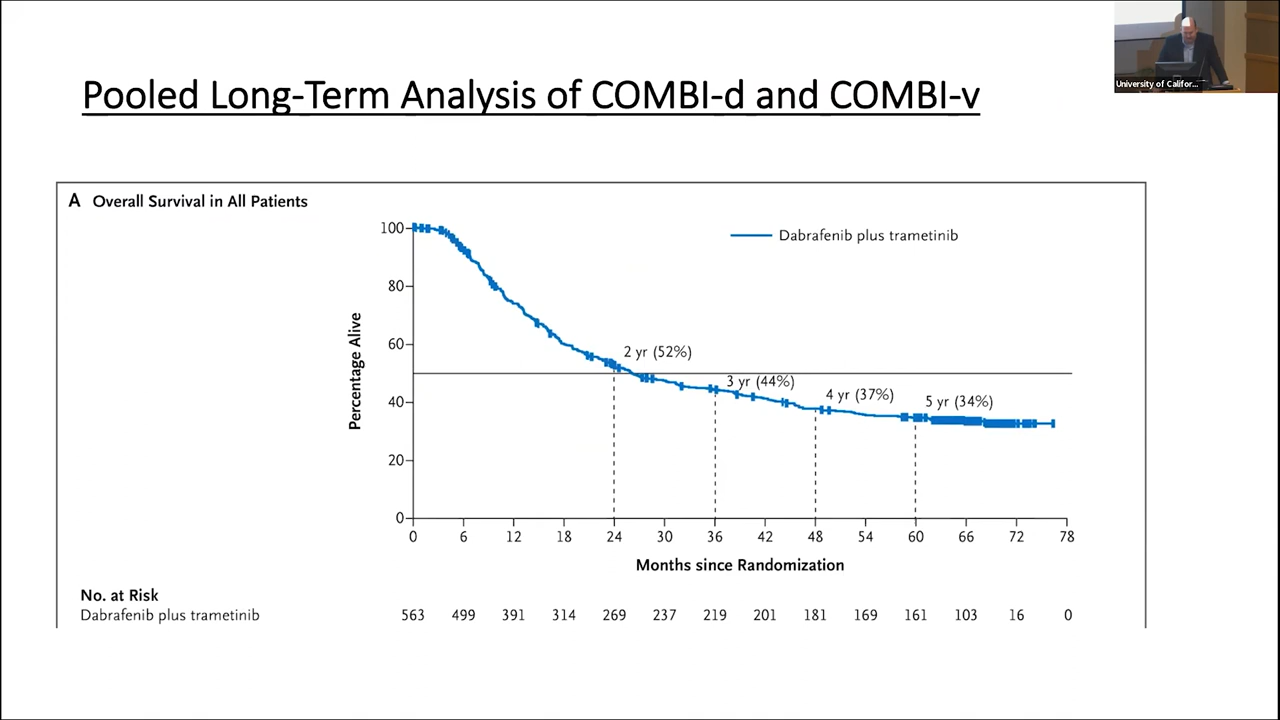 Pooled Long-Term Analysis of COMBI-d and COMBI-v
University of Califor...
A Overall Survival in All Patients
Dabrafenib plus trametinib
Percentage Alive
100
80
60
40
20
0
2 yr (52%)
3 yr (44%)
4 yr (37%)
5 yr (34%)
0 6 12 18 24 30 36 42 48 54 60 66 72 78
Months since Randomization
No. at Risk
Dabrafenib plus trametinib 563 499 391 314 269 237 219 201 181 169 161 103 16 0